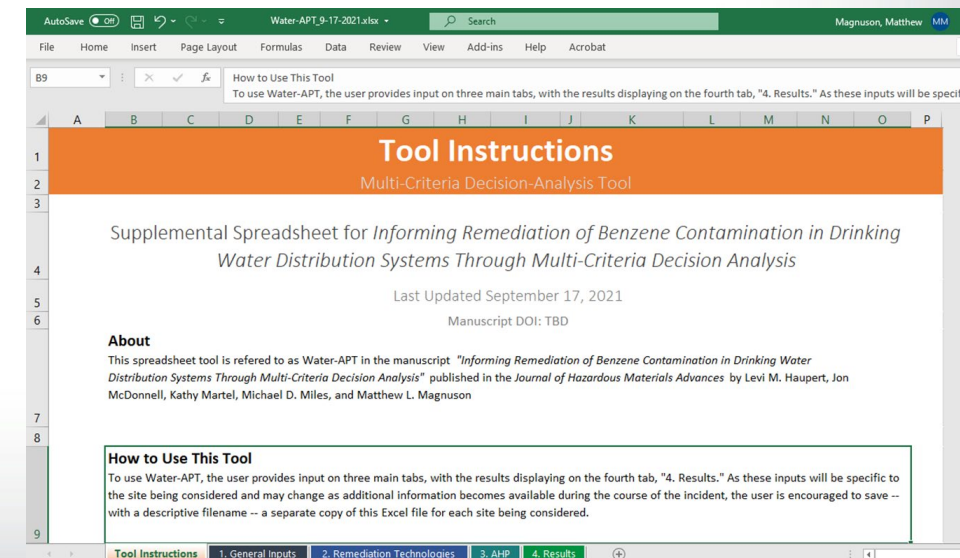 AutoSave Off Water-APT_9-17-2021.xlsx Search Magnuson, Matthew MM
File Home Insert Page Layout Formulas Data Review View Add-ins Help Acrobat
B9 fx How to Use This Tool
To use Water-APT, the user provides input on three main tabs, with the results displaying on the fourth tab, "4. Results." As these inputs will be specif
A B C D E F G H I J K L M N O P
1 Tool Instructions
2 Multi-Criteria Decision-Analysis Tool
3
Supplemental Spreadsheet for Informing Remediation of Benzene Contamination in Drinking
4 Water Distribution Systems Through Multi-Criteria Decision Analysis
5 Last Updated September 17, 2021
6 Manuscript DOI: TBD
About
This spreadsheet tool is refered to as Water-APT in the manuscript "Informing Remediation of Benzene Contamination in Drinking Water
Distribution Systems Through Multi-Criteria Decision Analysis" published in the Journal of Hazardous Materials Advances by Levi M. Haupert, Jon
McDonnell, Kathy Martel, Michael D. Miles, and Matthew L. Magnuson
7
8
How to Use This Tool
To use Water-APT, the user provides input on three main tabs, with the results displaying on the fourth tab, "4. Results." As these inputs will be specific to
the site being considered and may change as additional information becomes available during the course of the incident, the user is encouraged to save --
with a descriptive filename -- a separate copy of this Excel file for each site being considered.
9
Tool Instructions 1. General Inputs 2. Remediation Technologies 3. AHP 4. Results